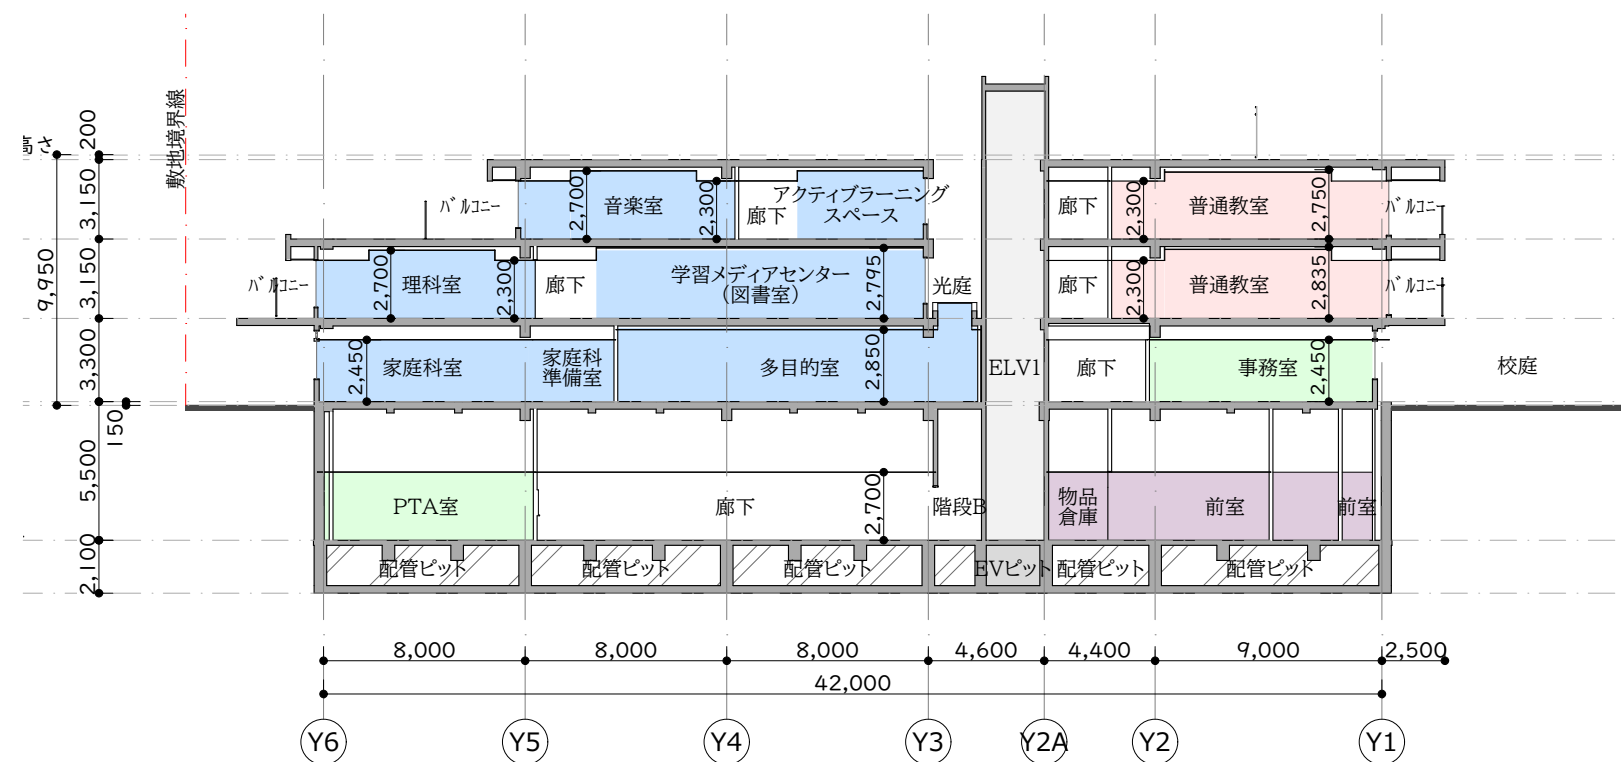 敷地境界線
高さ
200
3,150
3,150
3,300
150
5,500
2,100
9,950
バルコニー
2,700
音楽室
2,300
廊下
アクティブラーニング
スペース
廊下
2,300
普通教室
2,750
バルコニー
バルコニー
2,700
理科室
2,300
廊下
学習メディアセンター
（図書室）
2,795
光庭
廊下
2,300
普通教室
2,835
バルコニー
2,450
家庭科室
家庭科
準備室
多目的室
2,850
ELV1
廊下
事務室
2,450
校庭
PTA室
廊下
2,700
階段B
物品
倉庫
前室
前室
配管ピット
配管ピット
配管ピット
EVピット
配管ピット
配管ピット
8,000
8,000
8,000
4,600
4,400
9,000
2,500
42,000
Y6
Y5
Y4
Y3
Y2A
Y2
Y1